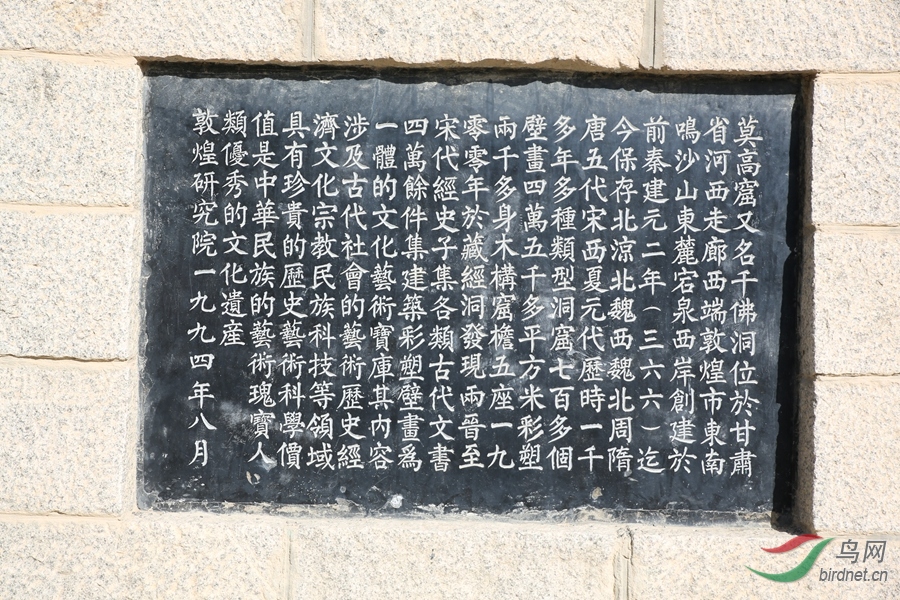 莫高窟又名千佛洞位於甘肅
省河西走廊西端敦煌市東南
鳴沙山東麓宕泉西岸創建於
前秦建元二年(三六六)迄
今保存北涼北魏西魏北周隋
唐五代宋西夏元代歷時一千
多年多種類型洞窟七百多個
壁畫四萬五千多平方米彩塑
兩千多身木構窟檐五座一九
零零年於藏經洞發現兩晉至
宋代經史子集各類古代文書
四萬餘件集建築彩塑壁畫為
一體的文化藝術寶庫其內容
涉及古代社會的藝術歷史經
濟文化宗教民族科技等領域
具有珍貴的歷史藝術科學價
值是中華民族的藝術瑰寶人
類優秀的文化遺産
敦煌研究院一九九四年八月
鸟网
birdnet.cn